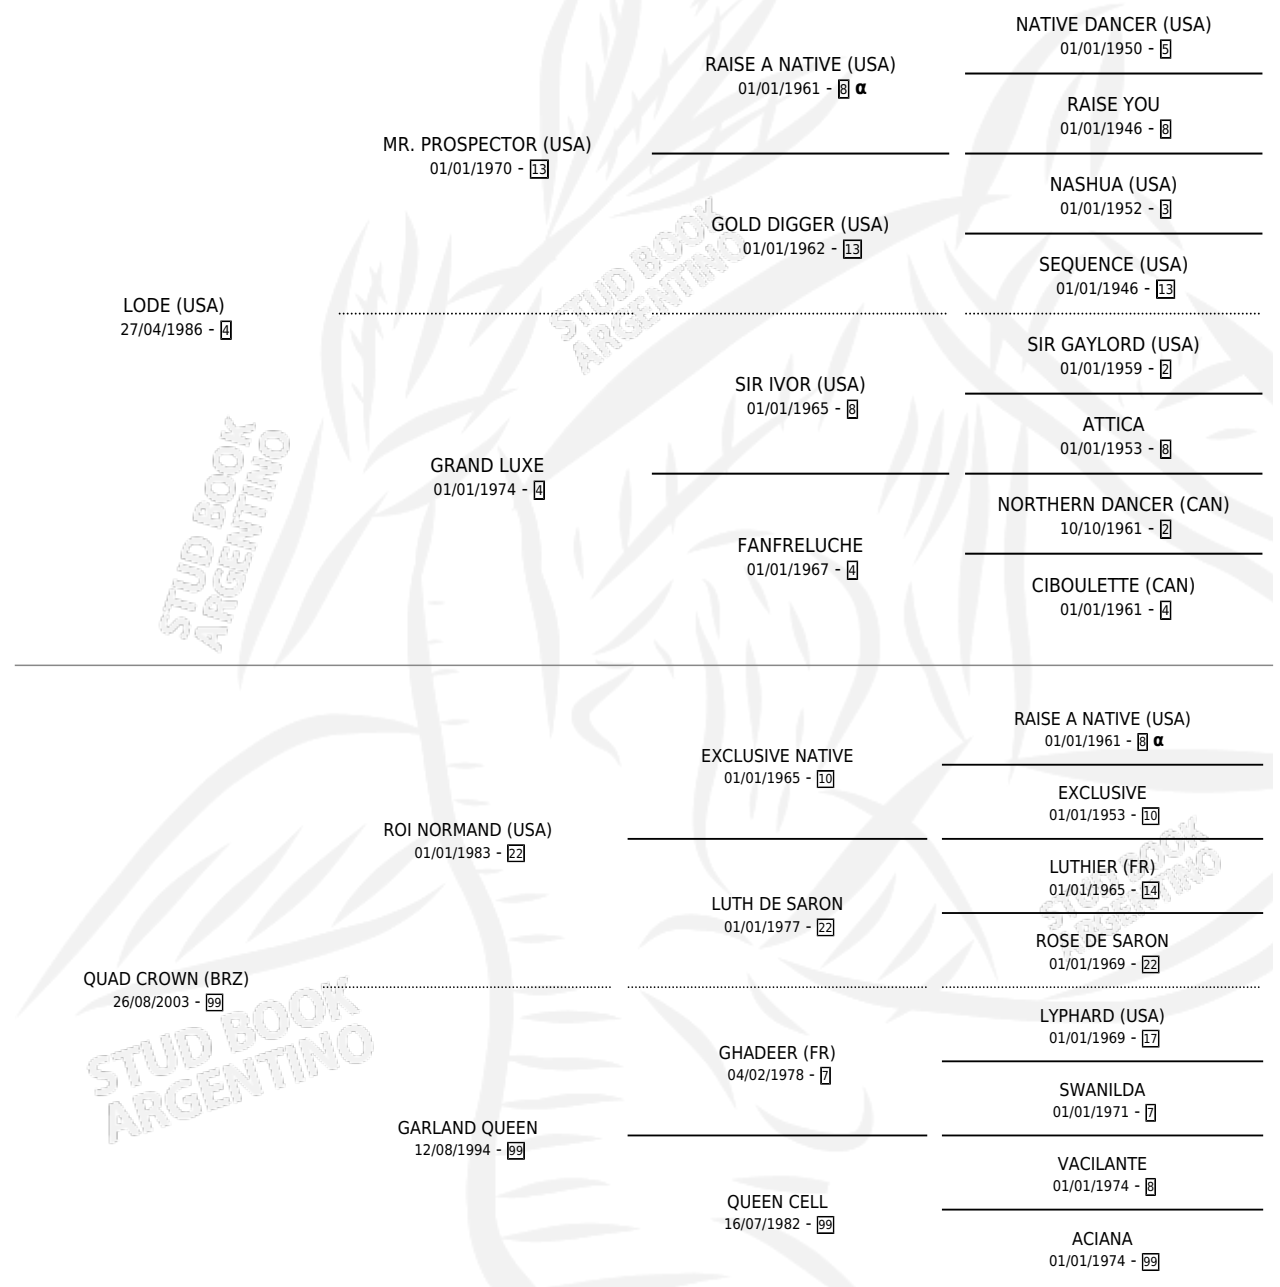 NATIVE DANCER (USA)
01/01/1950 - 5
RAISE A NATIVE (USA)
01/01/1961 - 8 α
RAISE YOU
01/01/1946 - 8
MR. PROSPECTOR (USA)
01/01/1970 - 13
NASHUA (USA)
01/01/1952 - 3
GOLD DIGGER (USA)
01/01/1962 - 13
SEQUENCE (USA)
01/01/1946 - 13
LODE (USA)
27/04/1986 - 4
SIR GAYLORD (USA)
01/01/1959 - 2
SIR IVOR (USA)
01/01/1965 - 8
ATTICA
01/01/1953 - 8
GRAND LUXE
01/01/1974 - 4
NORTHERN DANCER (CAN)
10/10/1961 - 2
FANFRELUCHE
01/01/1967 - 4
CIBOULETTE (CAN)
01/01/1961 - 4
RAISE A NATIVE (USA)
01/01/1961 - 8 α
EXCLUSIVE NATIVE
01/01/1965 - 10
EXCLUSIVE
01/01/1953 - 10
ROI NORMAND (USA)
01/01/1983 - 22
LUTHIER (FR)
01/01/1965 - 14
LUTH DE SARON
01/01/1977 - 22
ROSE DE SARON
01/01/1969 - 22
QUAD CROWN (BRZ)
26/08/2003 - 99
LYPHARD (USA)
01/01/1969 - 17
GHADEER (FR)
04/02/1978 - 7
SWANILDA
01/01/1971 - 7
GARLAND QUEEN
12/08/1994 - 99
VACILANTE
01/01/1974 - 8
QUEEN CELL
16/07/1982 - 99
ACIANA
01/01/1974 - 99
STUD BOOK
ARGENTINO
STUD BOOK
ARGENTINO
STUD BOOK
ARGENTINO
STUD BOOK
ARGENTINO